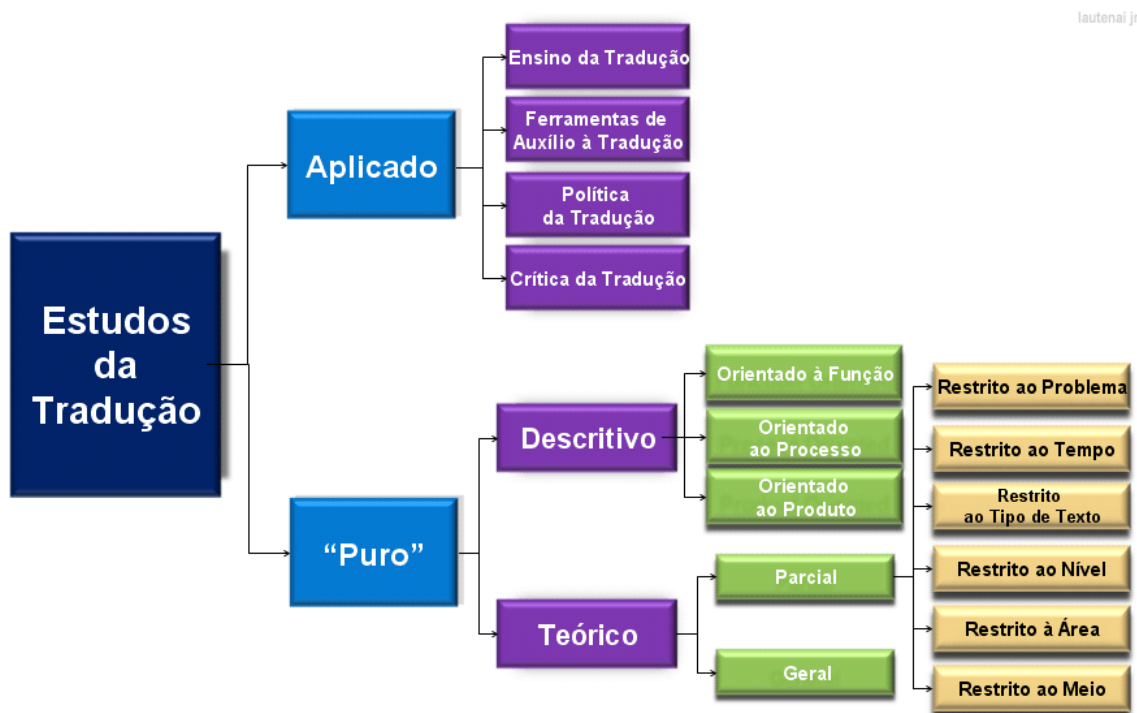 lautenai jr
Estudos
da
Tradução
Aplicado
Ensino da Tradução
Ferramentas de
Auxílio à Tradução
Política
da Tradução
Crítica da Tradução
“Puro”
Descritivo
Orientado à Função
Orientado
ao Processo
Orientado
ao Produto
Teórico
Parcial
Restrito ao Problema
Restrito ao Tempo
Restrito
ao Tipo de Texto
Restrito ao Nível
Restrito à Área
Restrito ao Meio
Geral